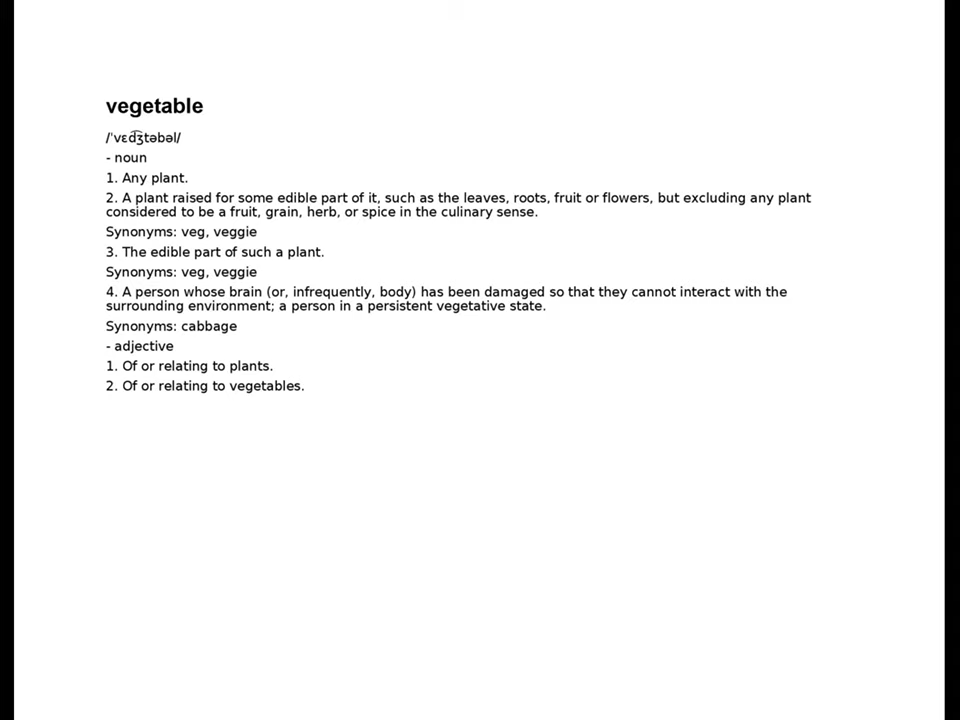 vegetable
/ˈvɛd͡ʒtəbəl/
- noun
1. Any plant.
2. A plant raised for some edible part of it, such as the leaves, roots, fruit or flowers, but excluding any plant
considered to be a fruit, grain, herb, or spice in the culinary sense.
Synonyms: veg, veggie
3. The edible part of such a plant.
Synonyms: veg, veggie
4. A person whose brain (or, infrequently, body) has been damaged so that they cannot interact with the
surrounding environment; a person in a persistent vegetative state.
Synonyms: cabbage
- adjective
1. Of or relating to plants.
2. Of or relating to vegetables.